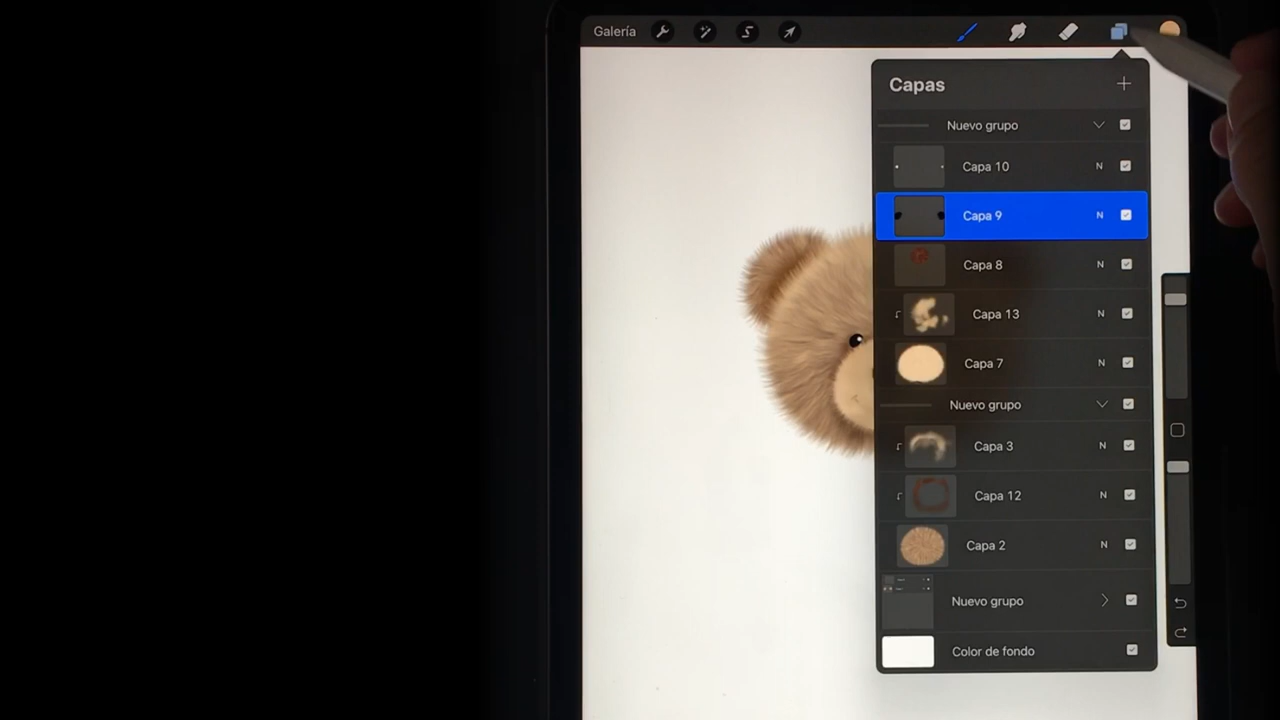 Galería
Capas
Nuevo grupo
Capa 10 N
Capa 9 N
Capa 8 N
Capa 13 N
Capa 7 N
Nuevo grupo
Capa 3 N
Capa 12 N
Capa 2 N
Nuevo grupo
Color de fondo